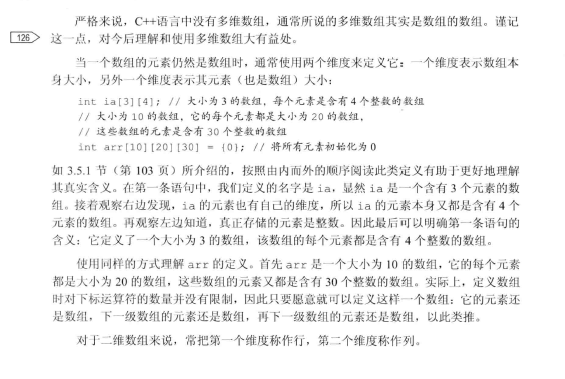 严格来说，C++语言中没有多维数组，通常所说的多维数组其实是数组的数组。谨记
126
这一点，对今后理解和使用多维数组大有益处。
当一个数组的元素仍然是数组时，通常使用两个维度来定义它：一个维度表示数组本
身大小，另外一个维度表示其元素（也是数组）大小：
int ia[3][4]; // 大小为3的数组，每个元素是含有4个整数的数组
// 大小为10的数组，它的每个元素都是大小为20的数组，
// 这些数组的元素是含有30个整数的数组
int arr[10][20][30] = {0}; // 将所有元素初始化为0
如 3.5.1 节（第 103 页）所介绍的，按照由内而外的顺序阅读此类定义有助于更好地理解
其真实含义。在第一条语句中，我们定义的名字是 ia，显然 ia 是一个含有 3 个元素的数
组。接着观察右边发现，ia 的元素也有自己的维度，所以 ia 的元素本身又都是含有 4 个
元素的数组。再观察左边知道，真正存储的元素是整数。因此最后可以明确第一条语句的
含义：它定义了一个大小为 3 的数组，该数组的每个元素都是含有 4 个整数的数组。
使用同样的方式理解 arr 的定义。首先 arr 是一个大小为 10 的数组，它的每个元素
都是大小为 20 的数组，这些数组的元素又都是含有 30 个整数的数组。实际上，定义数组
时对下标运算符的数量并没有限制，因此只要愿意就可以定义这样一个数组：它的元素还
是数组，下一级数组的元素还是数组，再下一级数组的元素还是数组，以此类推。
对于二维数组来说，常把第一个维度称作行，第二个维度称作列。